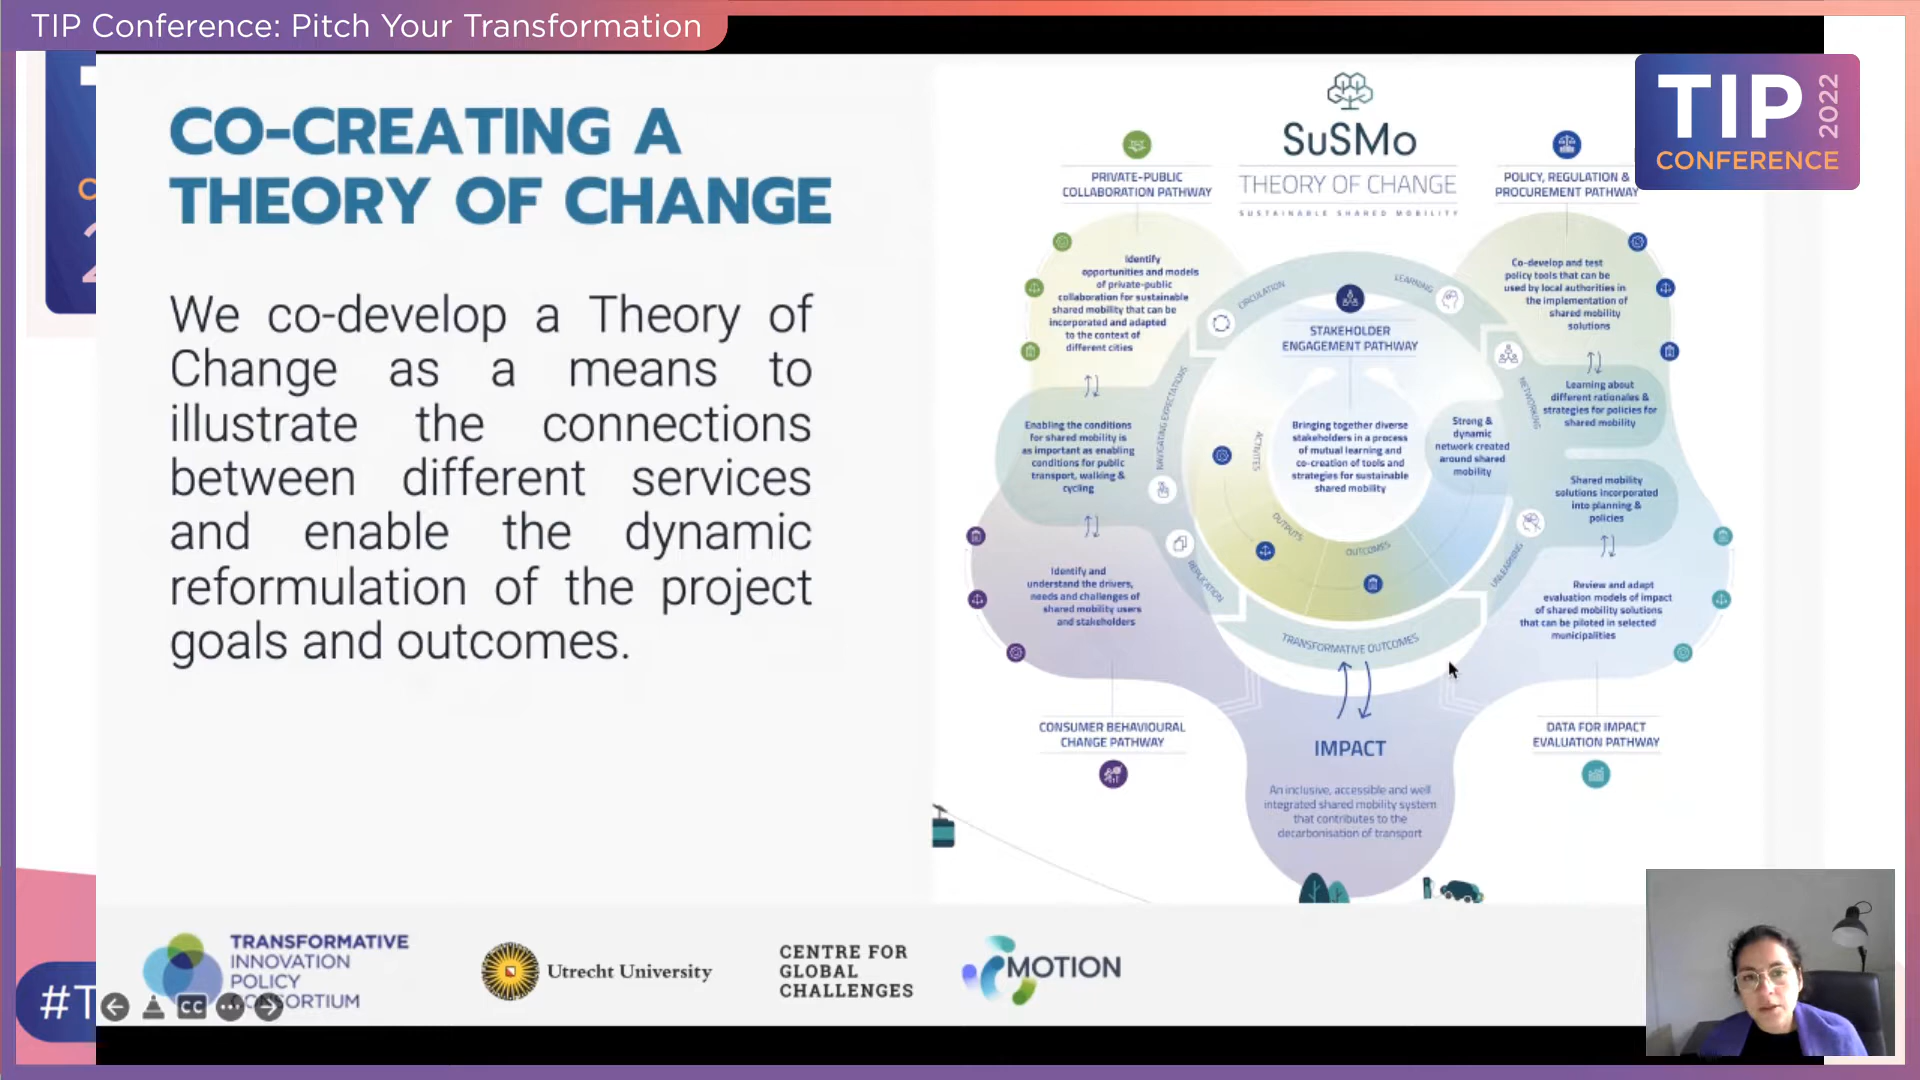 TIP Conference: Pitch Your Transformation
TIP
2022
CONFERENCE
CO-CREATING A
THEORY OF CHANGE
We co-develop a Theory of
Change as a means to
illustrate the connections
between different services
and enable the dynamic
reformulation of the project
goals and outcomes.
SuSMo
THEORY OF CHANGE
SUSTAINABLE SHARED MOBILITY
PRIVATE-PUBLIC
COLLABORATION PATHWAY
Identify
opportunities and models
of private-public
collaboration for sustainable
shared mobility that can be
incorporated and adapted
to the context of
different cities
Enabling the conditions
for shared mobility is
as important as enabling
conditions for public
transport, walking &
cycling
Identify and
understand the drivers,
needs and challenges of
shared mobility users
and stakeholders
CONSUMER BEHAVIOURAL
CHANGE PATHWAY
CIRCULATION
LEARNING
NAVIGATING EXPECTATIONS
NETWORKING
REPLICATION
UNLEARNING
STAKEHOLDER
ENGAGEMENT PATHWAY
Bringing together diverse
stakeholders in a process
of mutual learning and
co-creation of tools and
strategies for sustainable
shared mobility
Strong &
dynamic
network created
around shared
mobility
ACTIVITES
OUTPUTS
OUTCOMES
TRANSFORMATIVE OUTCOMES
IMPACT
An inclusive, accessible and well
integrated shared mobility system
that contributes to the
decarbonisation of transport
POLICY, REGULATION &
PROCUREMENT PATHWAY
Co-develop and test
policy tools that can be
used by local authorities in
the implementation of
shared mobility
solutions
Learning about
different rationales &
strategies for policies for
shared mobility
Shared mobility
solutions incorporated
into planning &
policies
Review and adapt
evaluation models of impact
of shared mobility solutions
that can be piloted in selected
municipalities
DATA FOR IMPACT
EVALUATION PATHWAY
TRANSFORMATIVE
INNOVATION
POLICY
CONSORTIUM
Utrecht University
CENTRE FOR
GLOBAL
CHALLENGES
MOTION
#T
CC